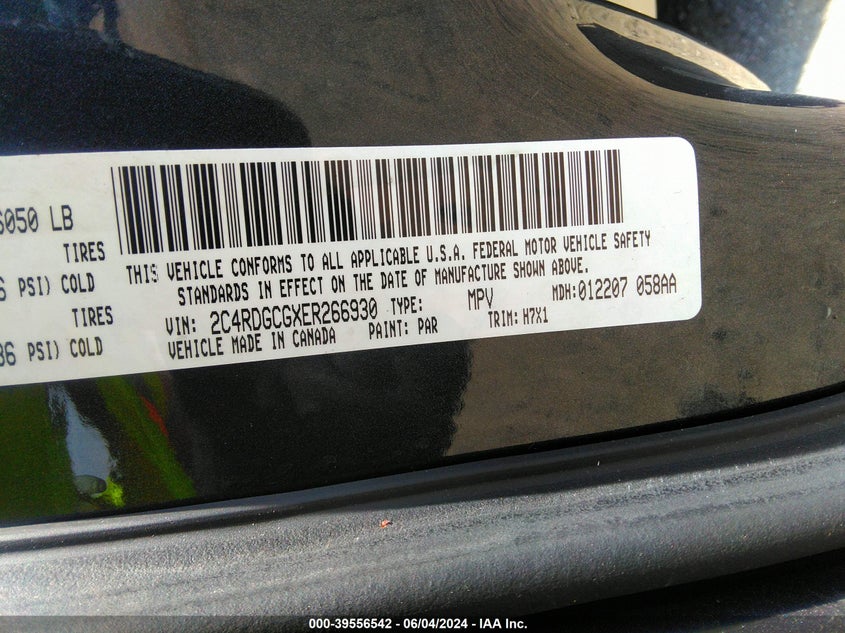 6050 LB
TIRES
PSI) COLD
TIRES
PSI) COLD
THIS VEHICLE CONFORMS TO ALL APPLICABLE U.S.A. FEDERAL MOTOR VEHICLE SAFETY
STANDARDS IN EFFECT ON THE DATE OF MANUFACTURE SHOWN ABOVE.
VIN: 2C4RDGCGXER266930 TYPE: MPV MDH:012207 058AA
VEHICLE MADE IN CANADA PAINT: PAR TRIM: H7X1
000-39556542 - 06/04/2024 - IAA Inc.